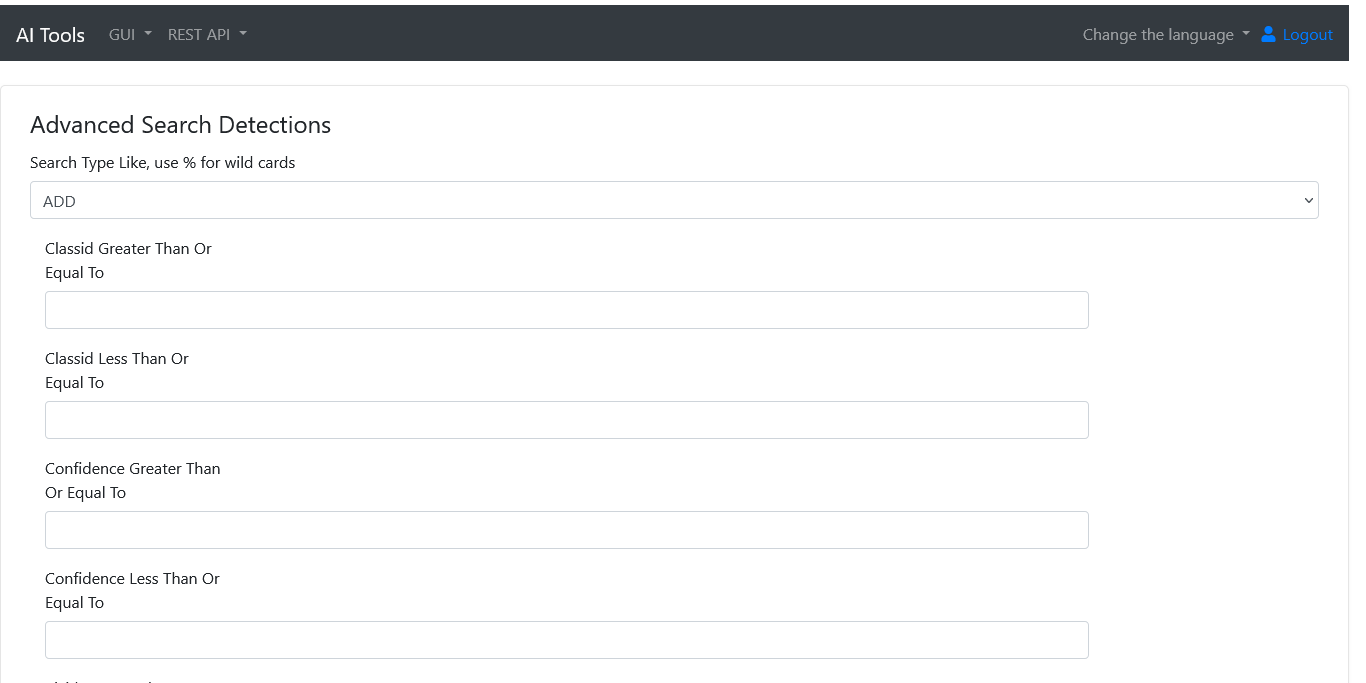 AI Tools GUI REST API Change the language Logout
Advanced Search Detections
Search Type Like, use % for wild cards
ADD
Classid Greater Than Or
Equal To
Classid Less Than Or
Equal To
Confidence Greater Than
Or Equal To
Confidence Less Than Or
Equal To